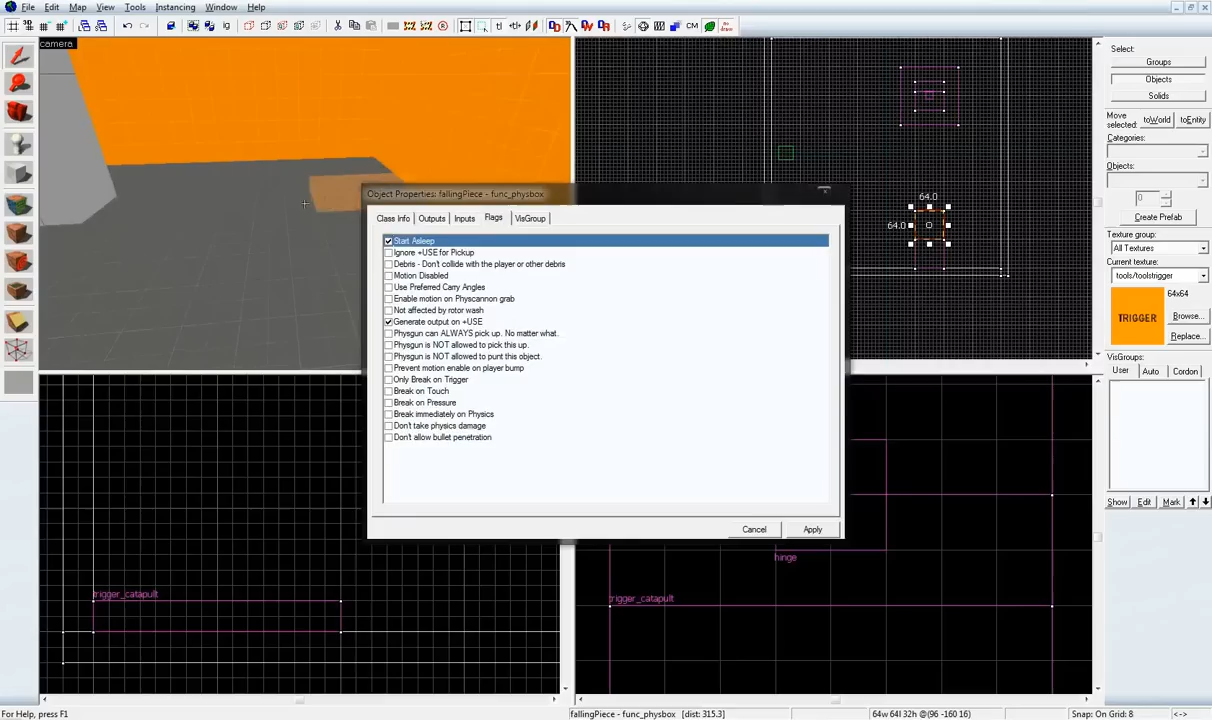 File Edit Map View Tools Instancing Window Help
CM
camera
Select:
Groups
Objects
Solids
Move selected:
toWorld
toEntity
Categories:
Objects:
0
Create Prefab
Texture group:
All Textures
Current texture:
tools/toolstrigger
64x64
TRIGGER
Browse...
Replace...
VisGroups:
User Auto Cordon
Show Edit Mark
64.0
64.0
Object Properties: fallingPiece - func_physbox
Class Info Outputs Inputs Flags VisGroup
Start Asleep
Ignore +USE for Pickup
Debris - Don't collide with the player or other debris
Motion Disabled
Use Preferred Carry Angles
Enable motion on Physcannon grab
Not affected by rotor wash
Generate output on +USE
Physgun can ALWAYS pick up. No matter what.
Physgun is NOT allowed to pick this up.
Physgun is NOT allowed to punt this object.
Prevent motion enable on player bump
Only Break on Trigger
Break on Touch
Break on Pressure
Break immediately on Physics
Don't take physics damage
Don't allow bullet penetration
Cancel Apply
hinge
trigger_catapult
trigger_catapult
For Help, press F1
fallingPiece - func_physbox [dist: 315.3]
64w 64l 32h @(96 -160 16)
Snap: On Grid: 8
<->